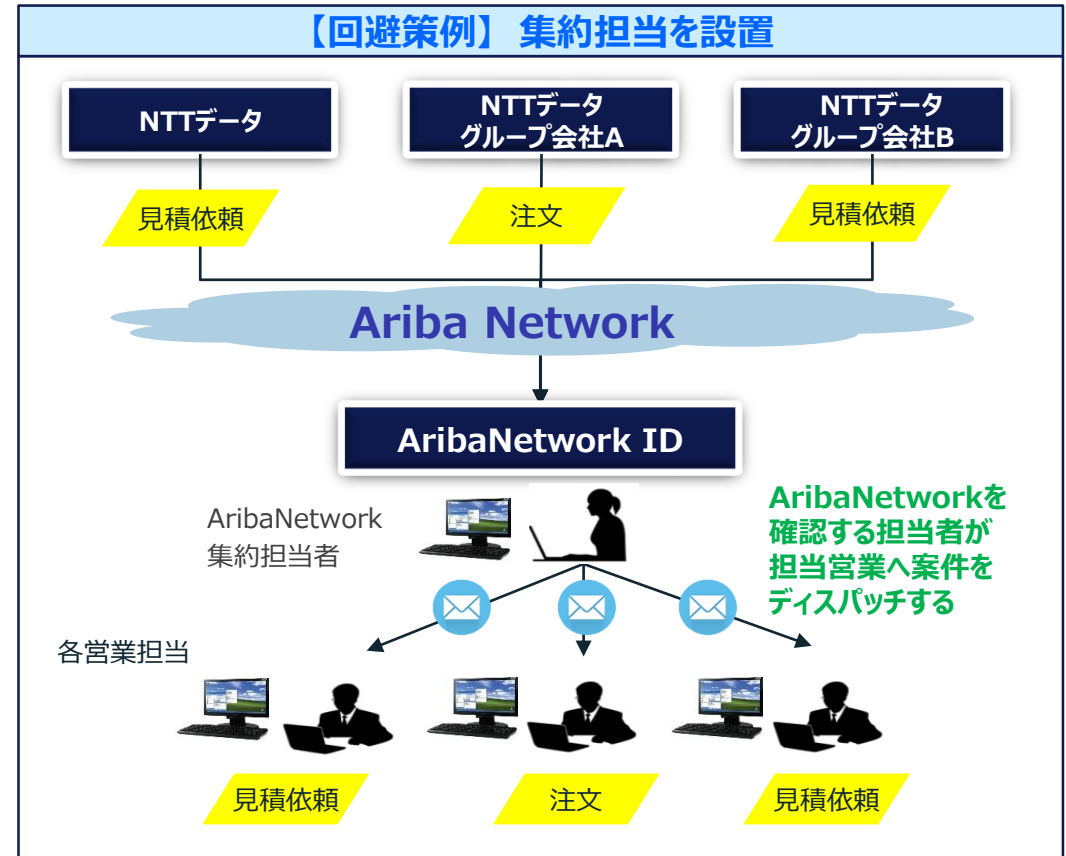 【回避策例】 集約担当を設置
NTTデータ
NTTデータ
グループ会社A
NTTデータ
グループ会社B
見積依頼
注文
見積依頼
Ariba Network
AribaNetwork ID
AribaNetwork
集約担当者
AribaNetworkを
確認する担当者が
担当営業へ案件を
ディスパッチする
各営業担当
見積依頼
注文
見積依頼